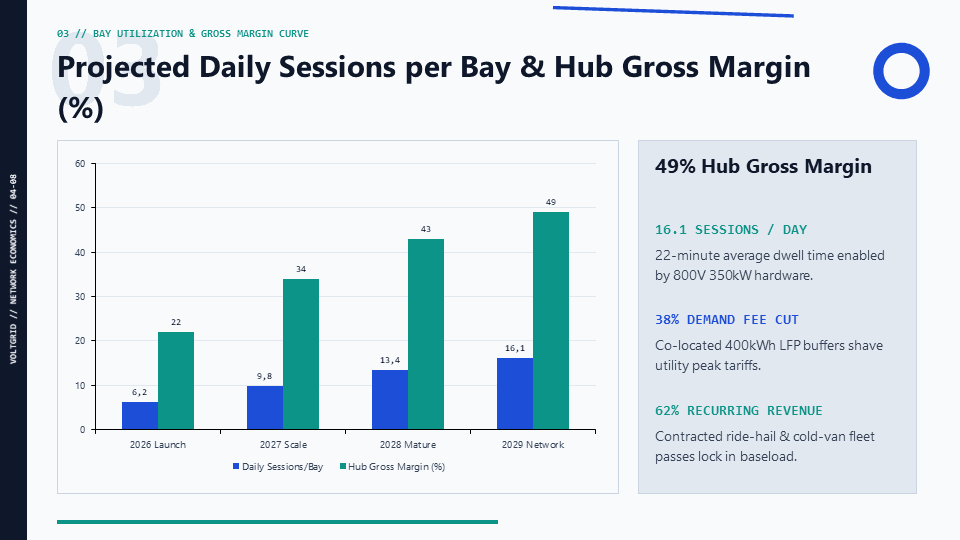 VOLTGRID // NETWORK ECONOMICS // 04-08
03 // BAY UTILIZATION & GROSS MARGIN CURVE
03
Projected Daily Sessions per Bay & Hub Gross Margin
(%)
60
50
40
30
20
10
0
6,2
22
9,8
34
13,4
43
16,1
49
2026 Launch
2027 Scale
2028 Mature
2029 Network
Daily Sessions/Bay
Hub Gross Margin (%)
49% Hub Gross Margin
16.1 SESSIONS / DAY
22-minute average dwell time enabled
by 800V 350kW hardware.
38% DEMAND FEE CUT
Co-located 400kWh LFP buffers shave
utility peak tariffs.
62% RECURRING REVENUE
Contracted ride-hail & cold-van fleet
passes lock in baseload.